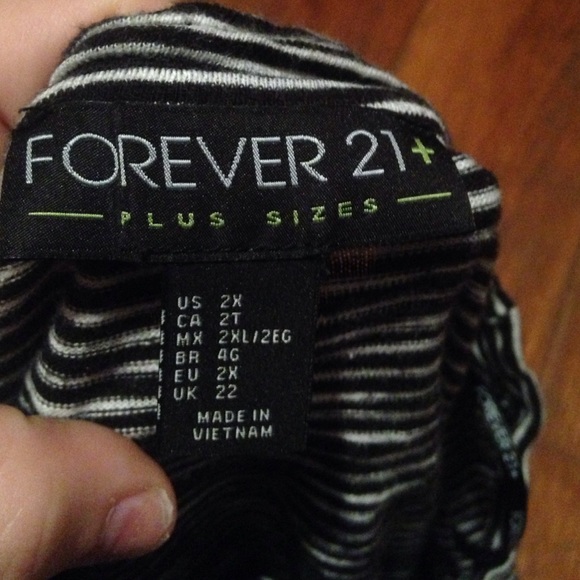 FOREVER 21+
PLUS SIZES
US 2X
CA 2T
MX 2XL/2EG
BR 4G
EU 2X
UK 22
MADE IN
VIETNAM